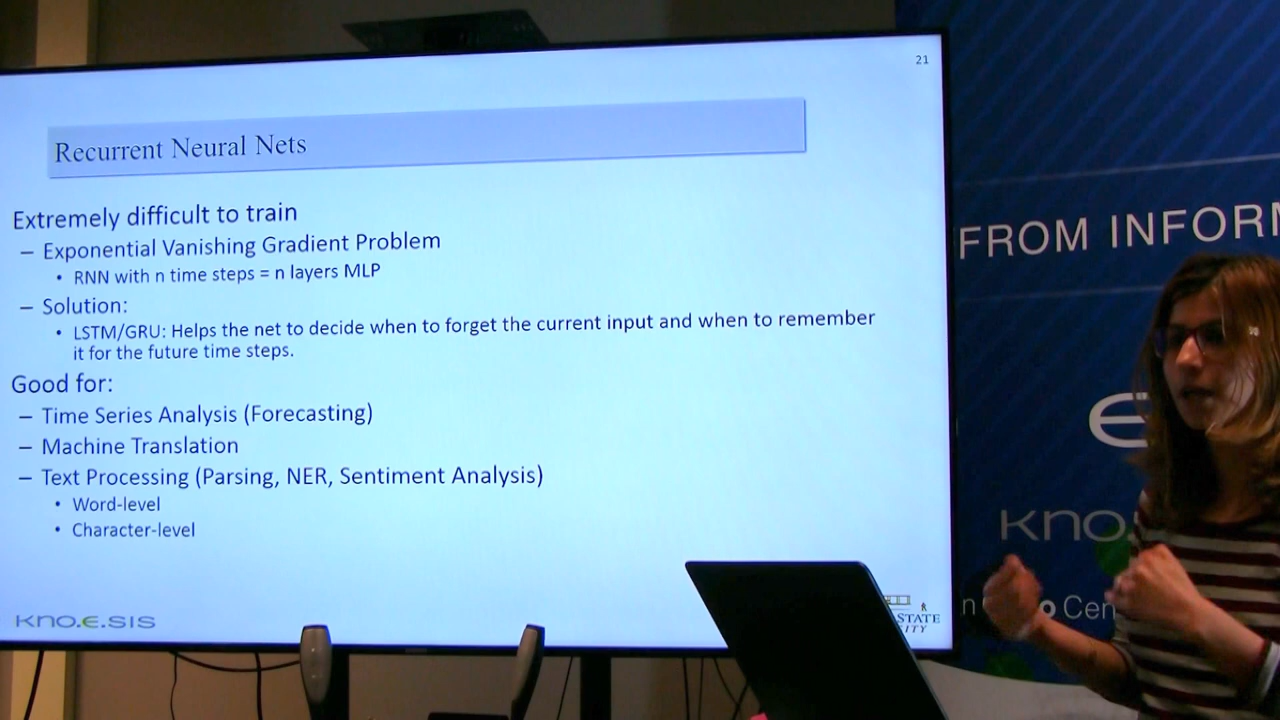 21
Recurrent Neural Nets
Extremely difficult to train
– Exponential Vanishing Gradient Problem
• RNN with n time steps = n layers MLP
– Solution:
• LSTM/GRU: Helps the net to decide when to forget the current input and when to remember
it for the future time steps.
Good for:
– Time Series Analysis (Forecasting)
– Machine Translation
– Text Processing (Parsing, NER, Sentiment Analysis)
• Word-level
• Character-level
KNO.E.SIS
STATE
FROM INFORM
KNO.